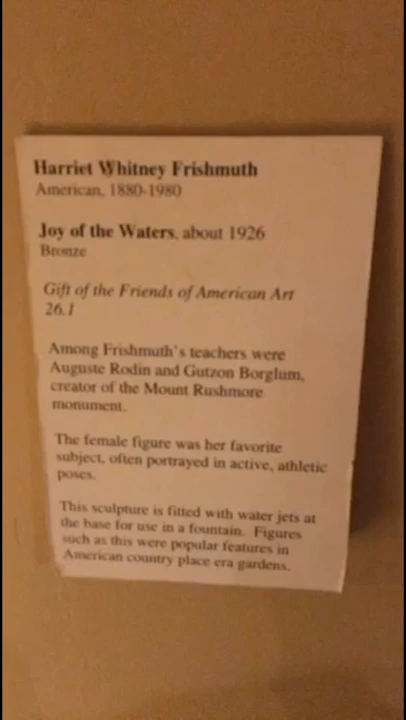 Harriet Whitney Frishmuth
American, 1880-1980
Joy of the Waters, about 1926
Bronze
Gift of the Friends of American Art
26.1
Among Frishmuth's teachers were
Auguste Rodin and Gutzon Borglum,
creator of the Mount Rushmore
monument.
The female figure was her favorite
subject, often portrayed in active, athletic
poses.
This sculpture is fitted with water jets at
the base for use in a fountain. Figures
such as this were popular features in
American country place era gardens.